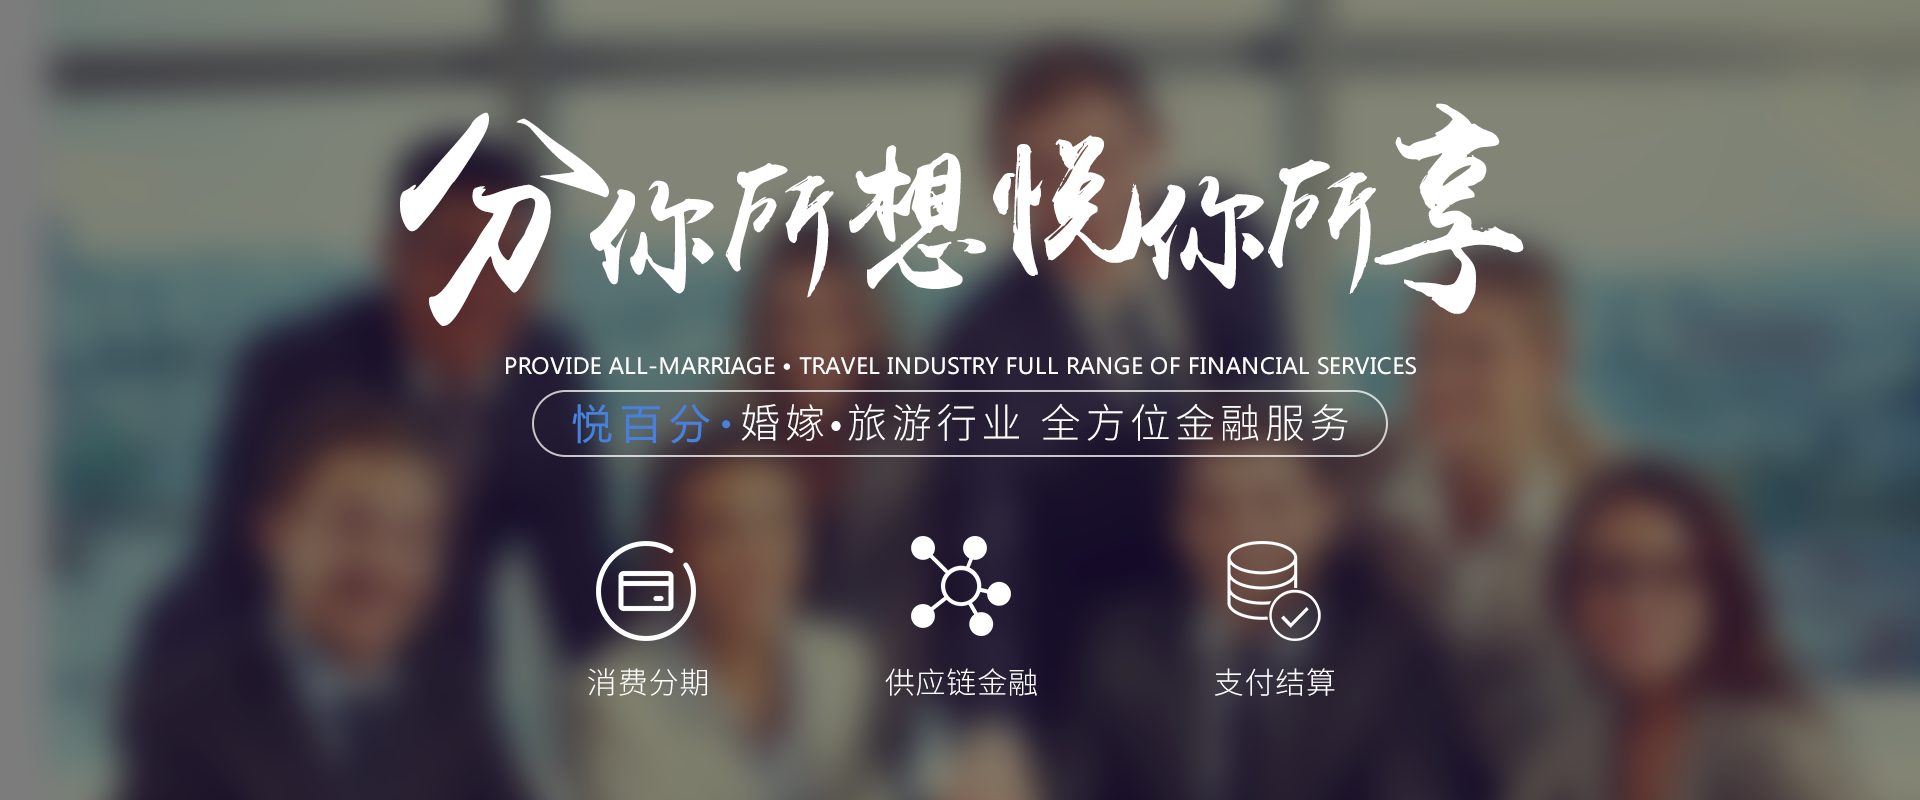 分你所想悦你所享
PROVIDE ALL-MARRIAGE • TRAVEL INDUSTRY FULL RANGE OF FINANCIAL SERVICES
悦百分·婚嫁•旅游行业 全方位金融服务
消费分期
供应链金融
支付结算